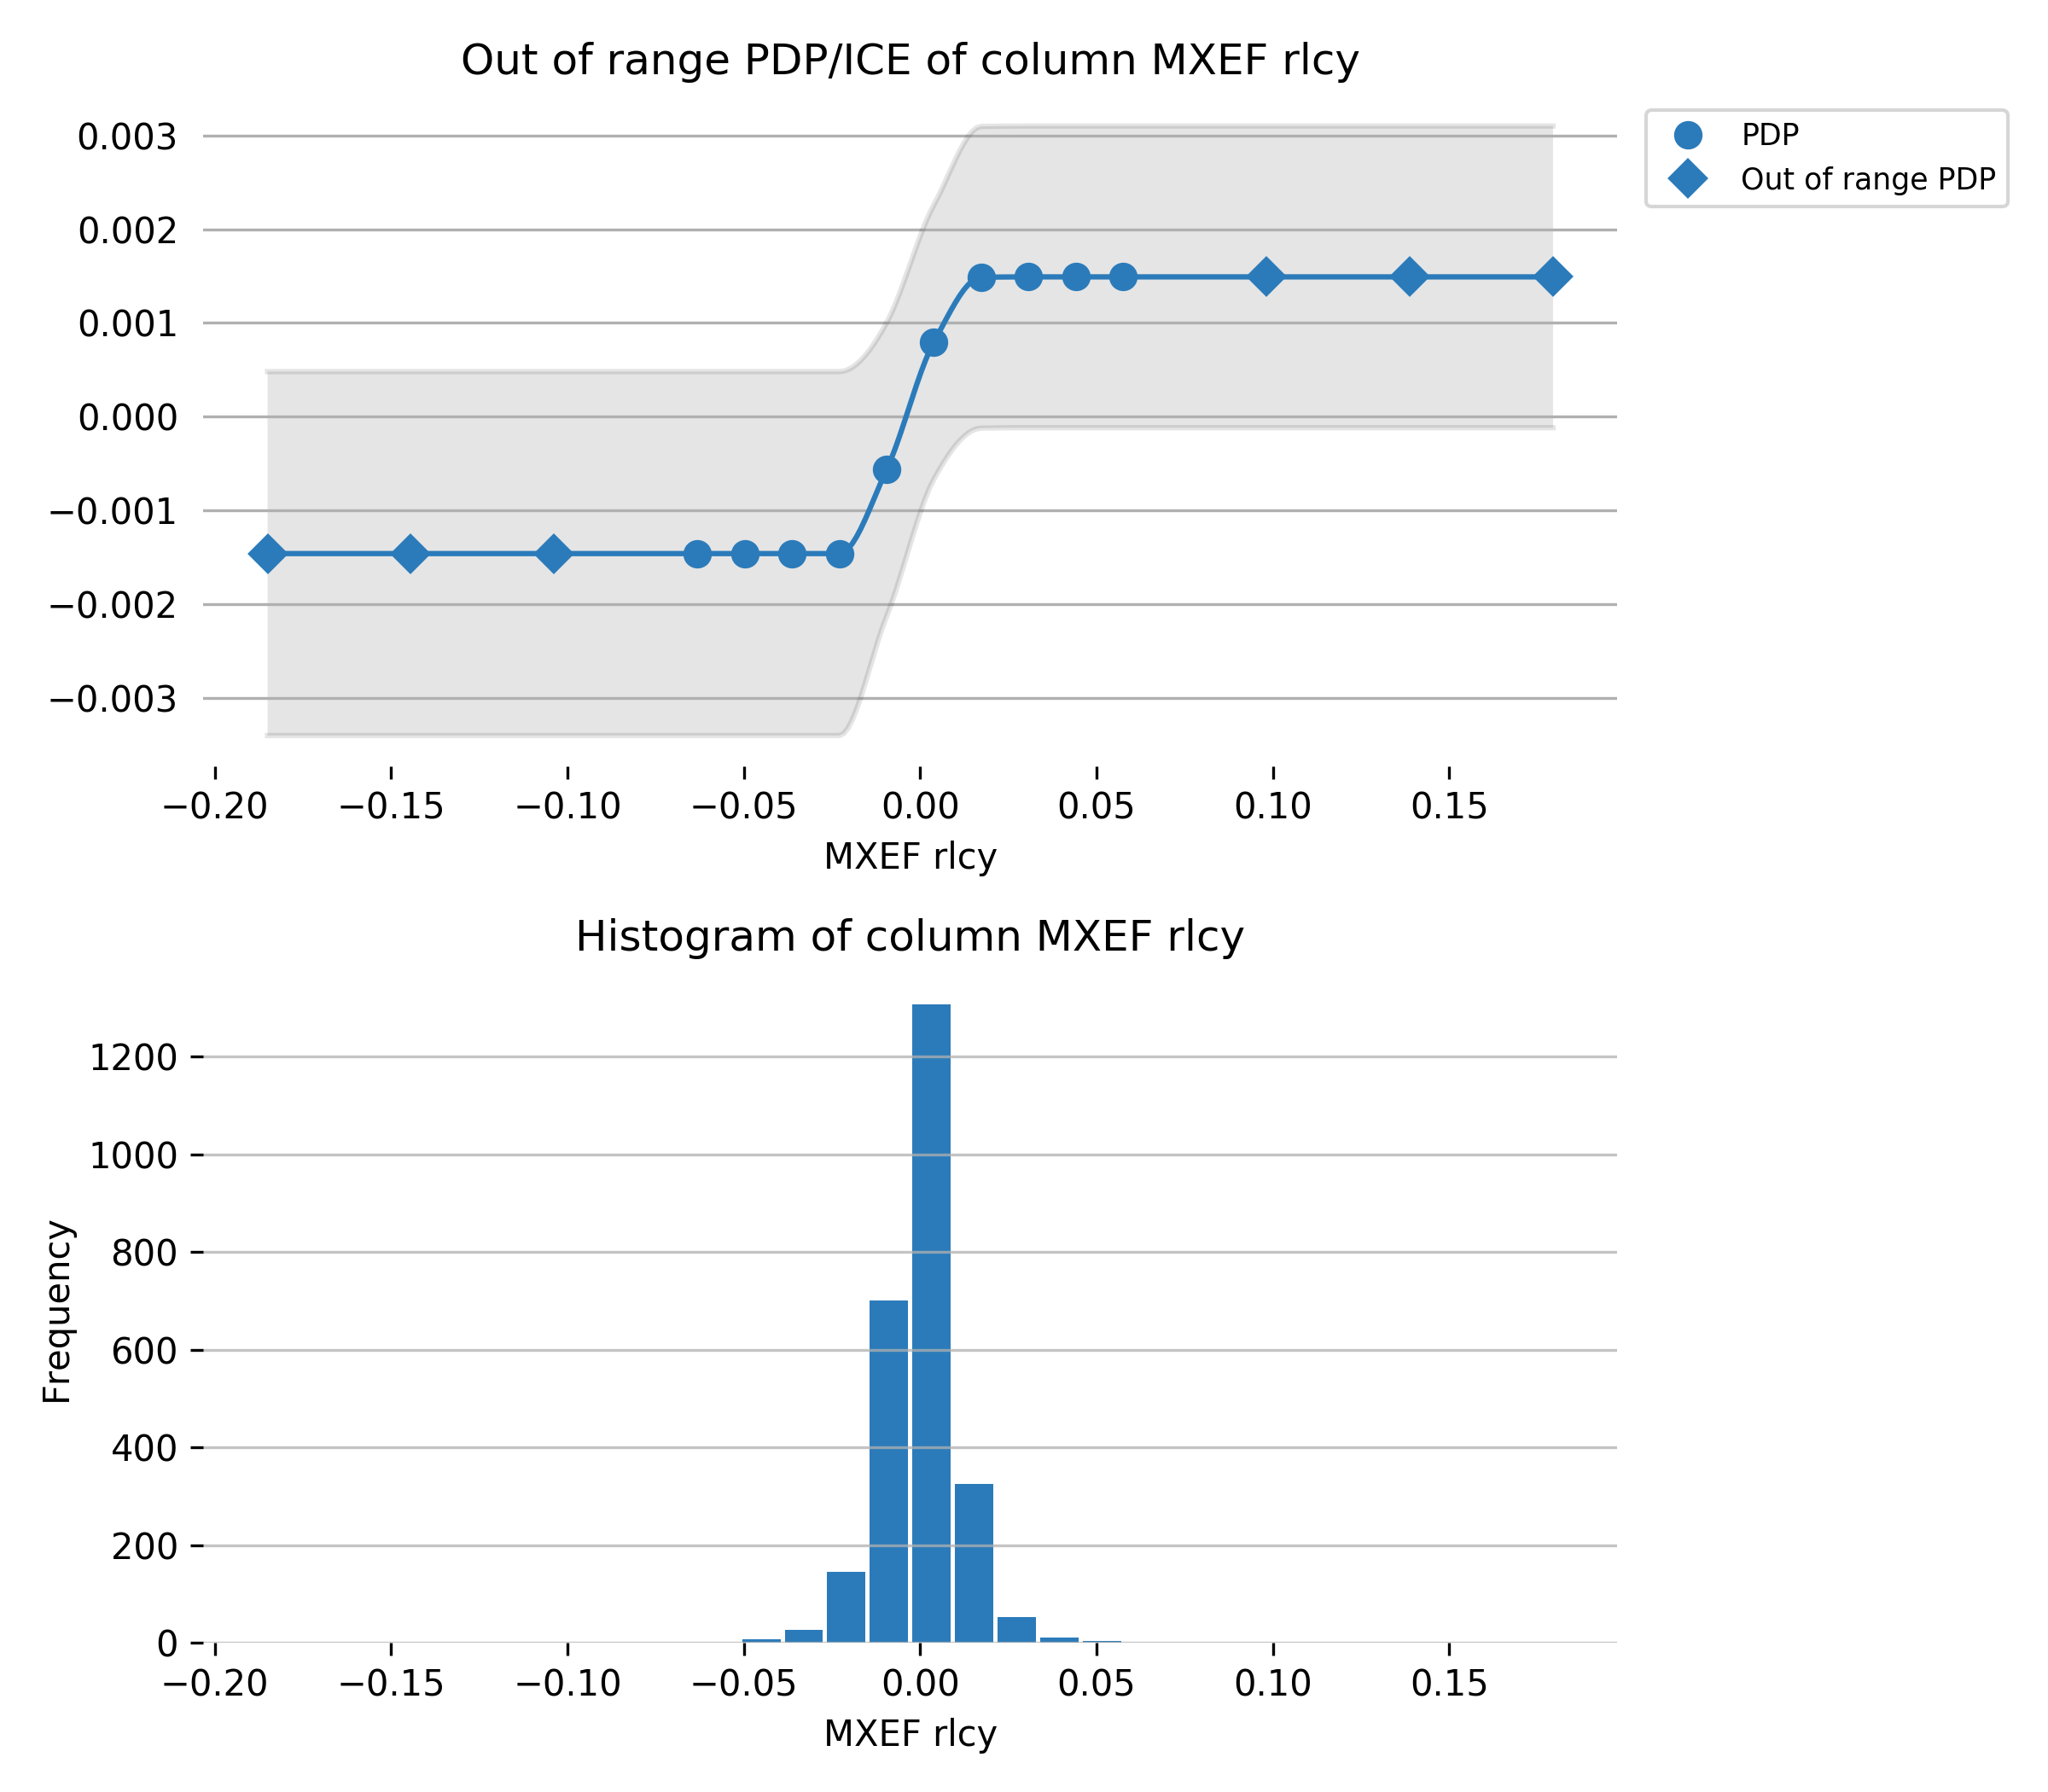 Out of range PDP/ICE of column MXEF rlcy
PDP
Out of range PDP
0.003
0.002
0.001
0.000
−0.001
−0.002
−0.003
−0.20 −0.15 −0.10 −0.05 0.00 0.05 0.10 0.15
MXEF rlcy
Histogram of column MXEF rlcy
Frequency
1200
1000
800
600
400
200
0
−0.20 −0.15 −0.10 −0.05 0.00 0.05 0.10 0.15
MXEF rlcy